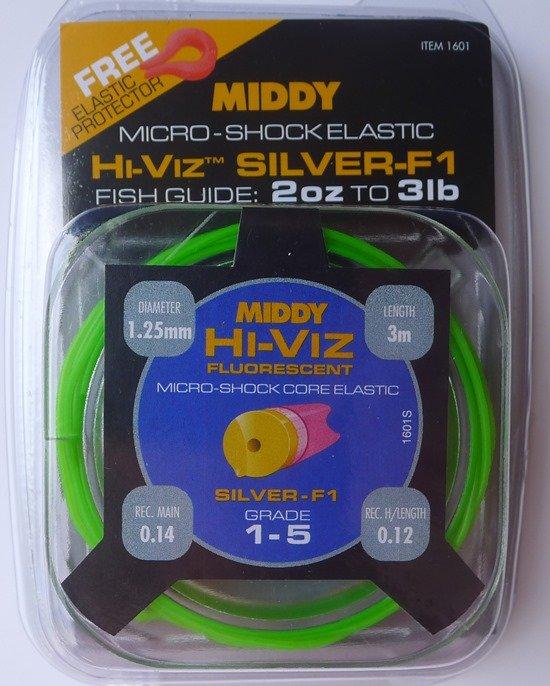 ITEM 1601
FREE
ELASTIC
PROTECTOR
MIDDY
MICRO-SHOCK ELASTIC
HI-VIZ™ SILVER-F1
FISH GUIDE: 2oz TO 3lb
DIAMETER
1.25mm
LENGTH
3m
MIDDY
HI-VIZ
FLUORESCENT
MICRO-SHOCK CORE ELASTIC
1601S
SILVER-F1
GRADE
1-5
REC. MAIN
0.14
REC. H/LENGTH
0.12